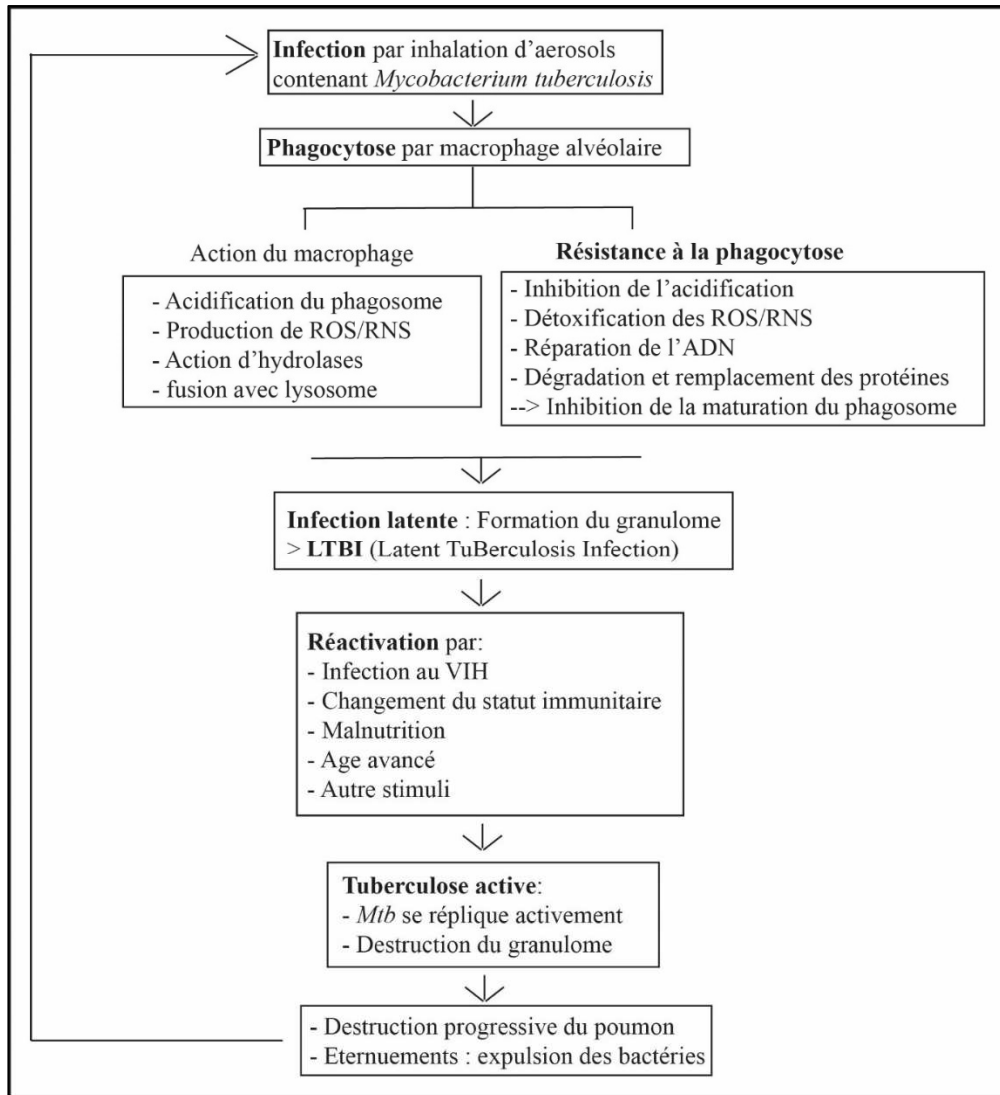 Infection par inhalation d’aerosols
contenant Mycobacterium tuberculosis
Phagocytose par macrophage alvéolaire
Action du macrophage
- Acidification du phagosome
- Production de ROS/RNS
- Action d’hydrolases
- fusion avec lysosome
Résistance à la phagocytose
- Inhibition de l’acidification
- Détoxification des ROS/RNS
- Réparation de l’ADN
- Dégradation et remplacement des protéines
--> Inhibition de la maturation du phagosome
Infection latente : Formation du granulome
> LTBI (Latent TuBerculosis Infection)
Réactivation par:
- Infection au VIH
- Changement du statut immunitaire
- Malnutrition
- Age avancé
- Autre stimuli
Tuberculose active:
- Mtb se réplique activement
- Destruction du granulome
- Destruction progressive du poumon
- Eternuements : expulsion des bactéries